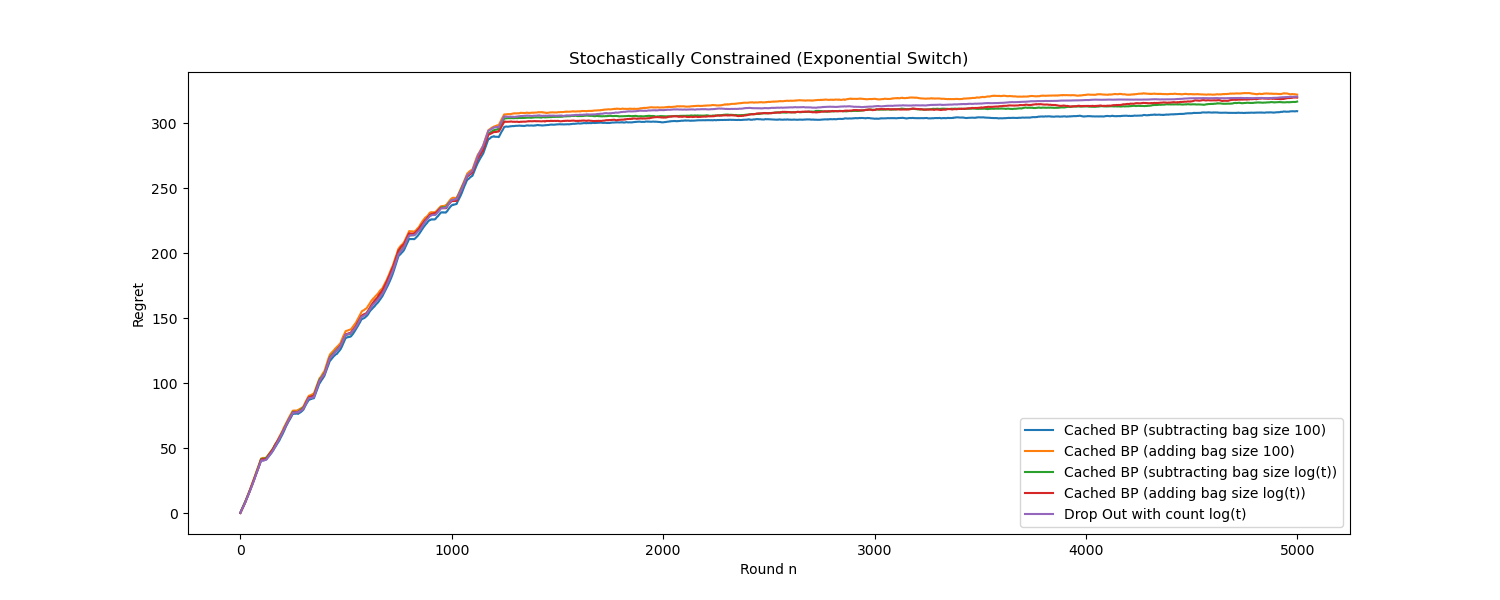 Stochastically Constrained (Exponential Switch)
Regret
300
250
200
150
100
50
0
0 1000 2000 3000 4000 5000
Round n
Cached BP (subtracting bag size 100)
Cached BP (adding bag size 100)
Cached BP (subtracting bag size log(t))
Cached BP (adding bag size log(t))
Drop Out with count log(t)